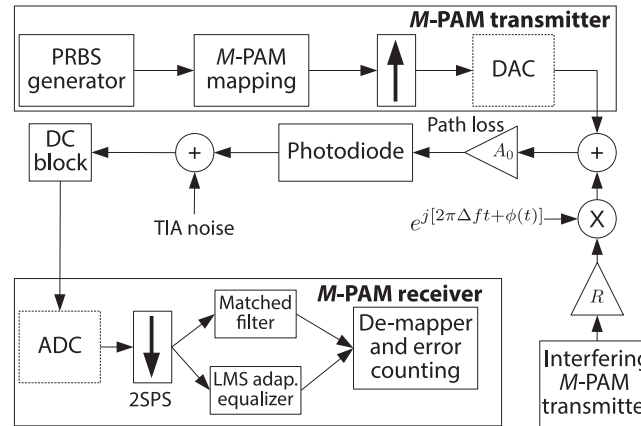 M-PAM transmitter
PRBS
generator
M-PAM
mapping
DAC
DC
block
Path loss
Photodiode
A₀
+
+
TIA noise
e^{j[2πΔft+ϕ(t)]}
X
R
M-PAM receiver
ADC
2SPS
Matched
filter
LMS adap.
equalizer
De-mapper
and error
counting
Interfering
M-PAM
transmitte